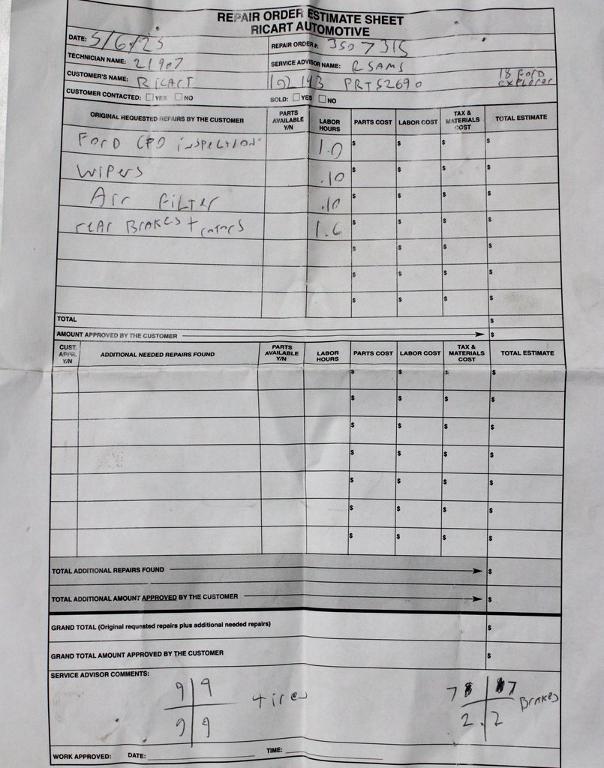 REPAIR ORDER ESTIMATE SHEET
RICART AUTOMOTIVE
DATE: 5/6/25 REPAIR ORDER#:
TECHNICIAN NAME: 21907 SERVICE ADVISOR NAME: RSAMS
CUSTOMER'S NAME: RICART 102143 PRT52690 18 FORD EXPLORER
CUSTOMER CONTACTED: YES NO SOLD: YES NO
ORIGINAL REQUESTED REPAIRS BY THE CUSTOMER PARTS AVAILABLE Y/N LABOR HOURS PARTS COST LABOR COST TAX & MATERIALS COST TOTAL ESTIMATE
FORD CPO inspection 1.0 $ $ $ $
WIPERS .10 $ $ $ $
Air Filter .10 $ $ $ $
rear Brakes + rotors 1.6 $ $ $ $
$ $ $ $
$ $ $ $
$ $ $ $
TOTAL $
AMOUNT APPROVED BY THE CUSTOMER $
CUST. APPR. Y/N ADDITIONAL NEEDED REPAIRS FOUND PARTS AVAILABLE Y/N LABOR HOURS PARTS COST LABOR COST TAX & MATERIALS COST TOTAL ESTIMATE
$ $ $ $
$ $ $ $
$ $ $ $
$ $ $ $
$ $ $ $
$ $ $ $
$ $ $ $
TOTAL ADDITIONAL REPAIRS FOUND $
TOTAL ADDITIONAL AMOUNT APPROVED BY THE CUSTOMER $
GRAND TOTAL (Original requested repairs plus additional needed repairs) $
GRAND TOTAL AMOUNT APPROVED BY THE CUSTOMER $
SERVICE ADVISOR COMMENTS:
9 9 7 7
tires Brakes
9 9 2 2
WORK APPROVED: DATE: TIME: